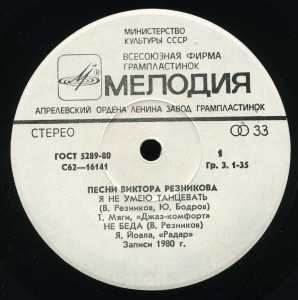 МИНИСТЕРСТВО
КУЛЬТУРЫ СССР
ВСЕСОЮЗНАЯ ФИРМА
ГРАМПЛАСТИНОК
МЕЛОДИЯ
АПРЕЛЕВСКИЙ ОРДЕНА ЛЕНИНА ЗАВОД ГРАМПЛАСТИНОК
СТЕРЕО
33
ГОСТ 5289-80
1
С62—16141
Гр. 3. 1-35
ПЕСНИ ВИКТОРА РЕЗНИКОВА
Я НЕ УМЕЮ ТАНЦЕВАТЬ
(В. Резников, Ю. Бодров)
Т. Мяги, «Джаз-комфорт»
НЕ БЕДА (В. Резников)
Я. Йоала, «Радар»
Записи 1980 г.